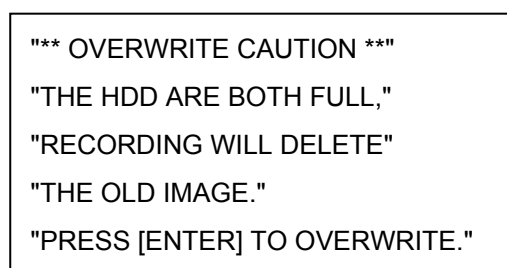 "** OVERWRITE CAUTION **"
"THE HDD ARE BOTH FULL,"
"RECORDING WILL DELETE"
"THE OLD IMAGE."
"PRESS [ENTER] TO OVERWRITE."